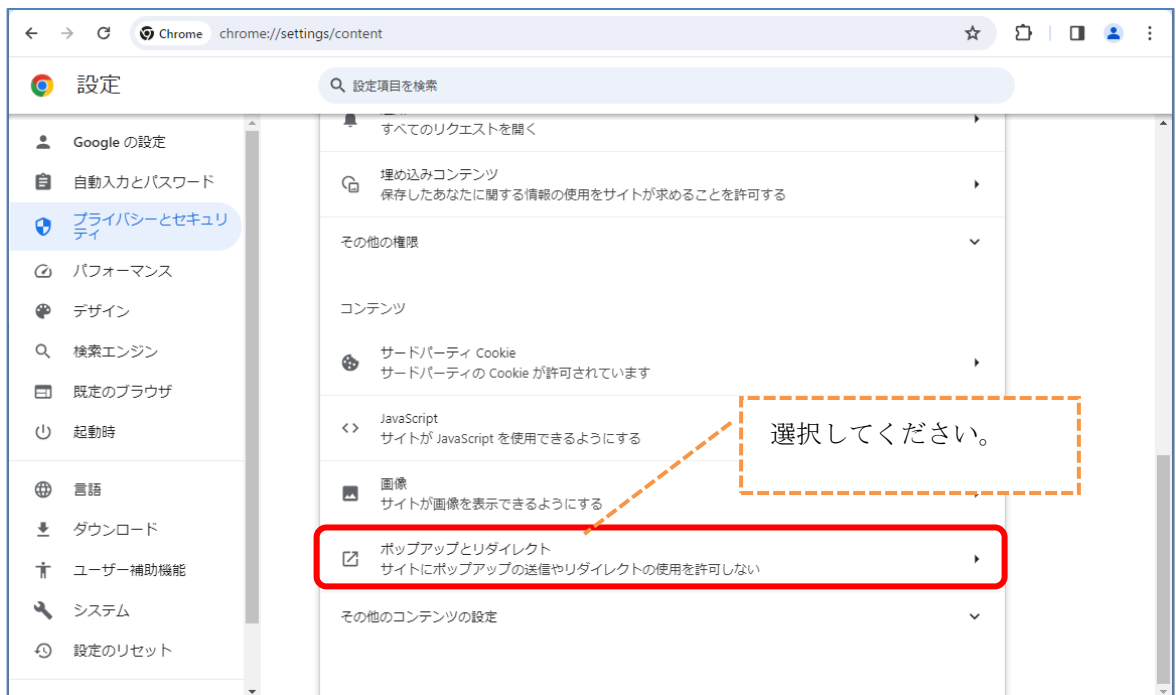 Chrome chrome://settings/content
設定
設定項目を検索
Google の設定
自動入力とパスワード
プライバシーとセキュリ
ティ
パフォーマンス
デザイン
検索エンジン
既定のブラウザ
起動時
言語
ダウンロード
ユーザー補助機能
システム
設定のリセット
すべてのリクエストを開く
埋め込みコンテンツ
保存したあなたに関する情報の使用をサイトが求めることを許可する
その他の権限
コンテンツ
サードパーティ Cookie
サードパーティの Cookie が許可されています
JavaScript
サイトが JavaScript を使用できるようにする
選択してください。
画像
サイトが画像を表示できるようにする
ポップアップとリダイレクト
サイトにポップアップの送信やリダイレクトの使用を許可しない
その他のコンテンツの設定